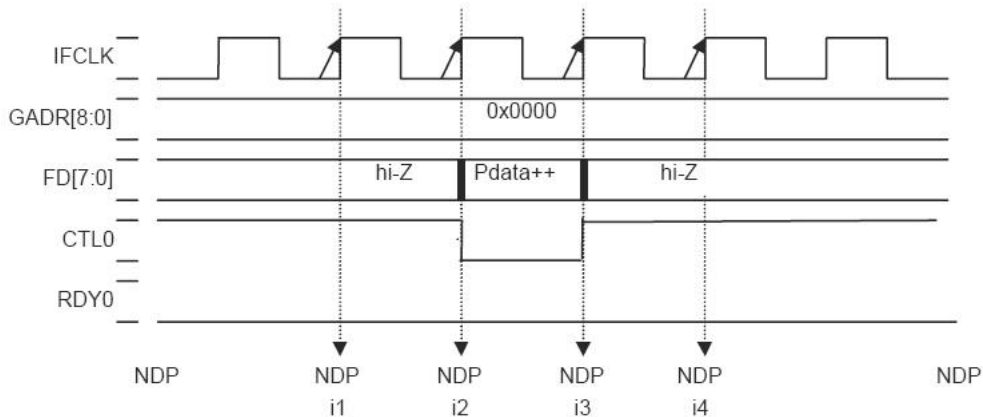 IFCLK
GADR[8:0]
0x0000
FD[7:0]
hi-Z Pdata++ hi-Z
CTL0
RDY0
NDP NDP NDP NDP NDP NDP
i1 i2 i3 i4